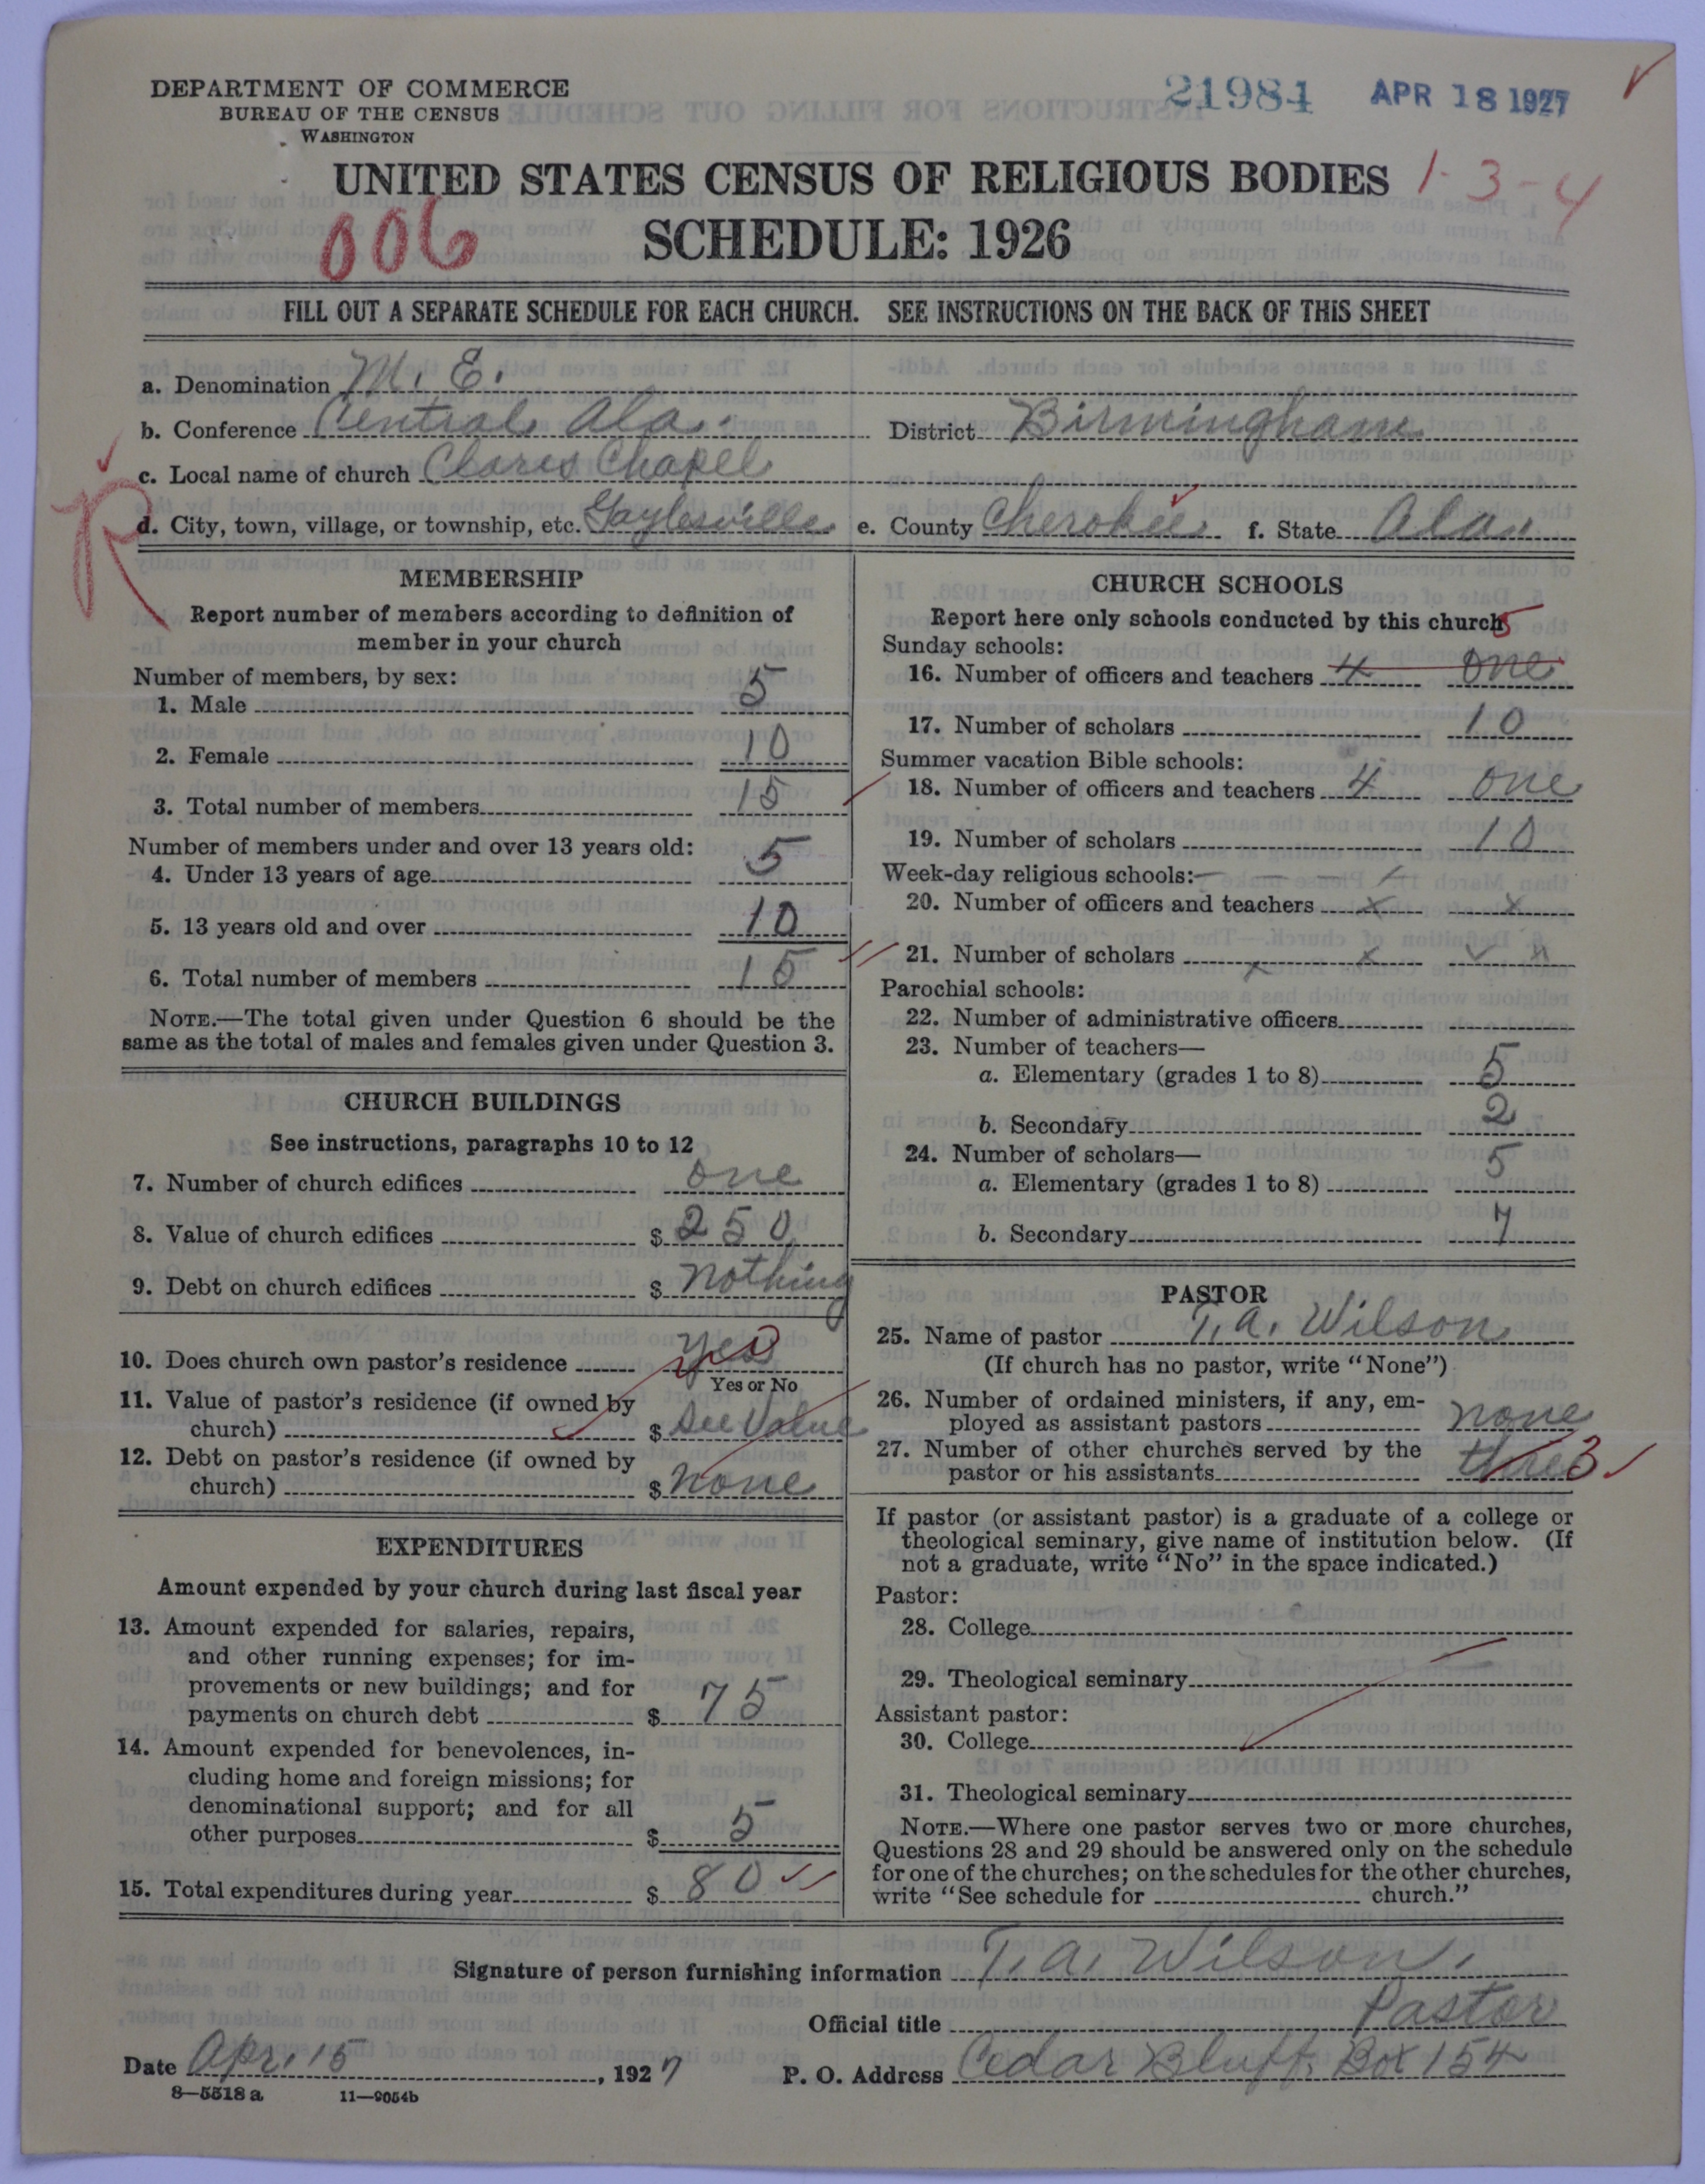 DEPARTMENT OF COMMERCE
BUREAU OF THE CENSUS
WASHINGTON
21984 APR 18 1927
UNITED STATES CENSUS OF RELIGIOUS BODIES 1-3-4
006 SCHEDULE: 1926
FILL OUT A SEPARATE SCHEDULE FOR EACH CHURCH. SEE INSTRUCTIONS ON THE BACK OF THIS SHEET
a. Denomination M. E.
b. Conference Central Ala. District Birmingham
c. Local name of church Clares Chapel
R
d. City, town, village, or township, etc. Gaylesville e. County Cherokee f. State Ala.
MEMBERSHIP
Report number of members according to definition of
member in your church
Number of members, by sex:
1. Male 5
2. Female 10
3. Total number of members 15
Number of members under and over 13 years old:
4. Under 13 years of age 5
5. 13 years old and over 10
6. Total number of members 15
NOTE.—The total given under Question 6 should be the
same as the total of males and females given under Question 3.
CHURCH BUILDINGS
See instructions, paragraphs 10 to 12
7. Number of church edifices one
8. Value of church edifices $ 250
9. Debt on church edifices $ nothing
10. Does church own pastor's residence yes
Yes or No
11. Value of pastor's residence (if owned by
church) $ See Value
12. Debt on pastor's residence (if owned by
church) $ none
EXPENDITURES
Amount expended by your church during last fiscal year
13. Amount expended for salaries, repairs,
and other running expenses; for im-
provements or new buildings; and for
payments on church debt $ 75
14. Amount expended for benevolences, in-
cluding home and foreign missions; for
denominational support; and for all
other purposes $ 5
15. Total expenditures during year $ 80
CHURCH SCHOOLS
Report here only schools conducted by this church
5
Sunday schools:
16. Number of officers and teachers 4 one
17. Number of scholars 10
Summer vacation Bible schools:
18. Number of officers and teachers 4 one
19. Number of scholars 10
Week-day religious schools:
20. Number of officers and teachers x x
21. Number of scholars x x x
Parochial schools:
22. Number of administrative officers
23. Number of teachers—
a. Elementary (grades 1 to 8) 5
b. Secondary 2
24. Number of scholars—
a. Elementary (grades 1 to 8) 5
b. Secondary 7
PASTOR
25. Name of pastor T. A. Wilson
(If church has no pastor, write "None")
26. Number of ordained ministers, if any, em-
ployed as assistant pastors none
27. Number of other churches served by the
pastor or his assistants three 3
If pastor (or assistant pastor) is a graduate of a college or
theological seminary, give name of institution below. (If
not a graduate, write "No" in the space indicated.)
Pastor:
28. College
29. Theological seminary
Assistant pastor:
30. College
31. Theological seminary
NOTE.—Where one pastor serves two or more churches,
Questions 28 and 29 should be answered only on the schedule
for one of the churches; on the schedules for the other churches,
write "See schedule for church."
Signature of person furnishing information T. A. Wilson.
Official title Pastor
Date Apr. 15, 1927 P. O. Address Cedar Bluff. Box 154
8—5518 a 11—9054b